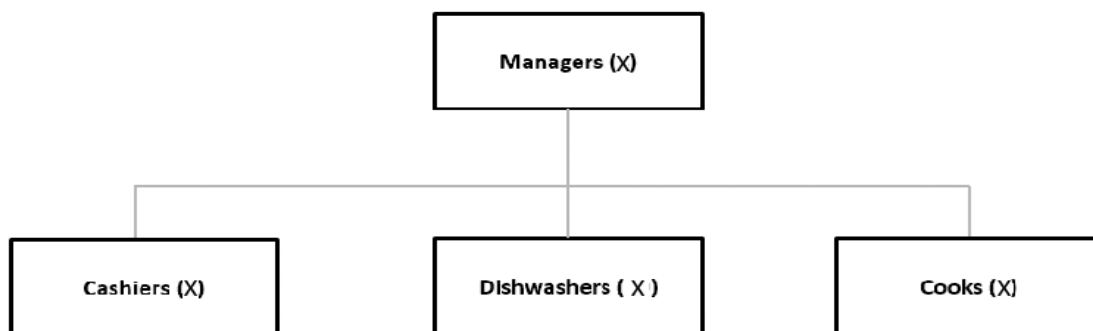 Managers (X)
Cashiers (X)
Dishwashers ( X )
Cooks (X)